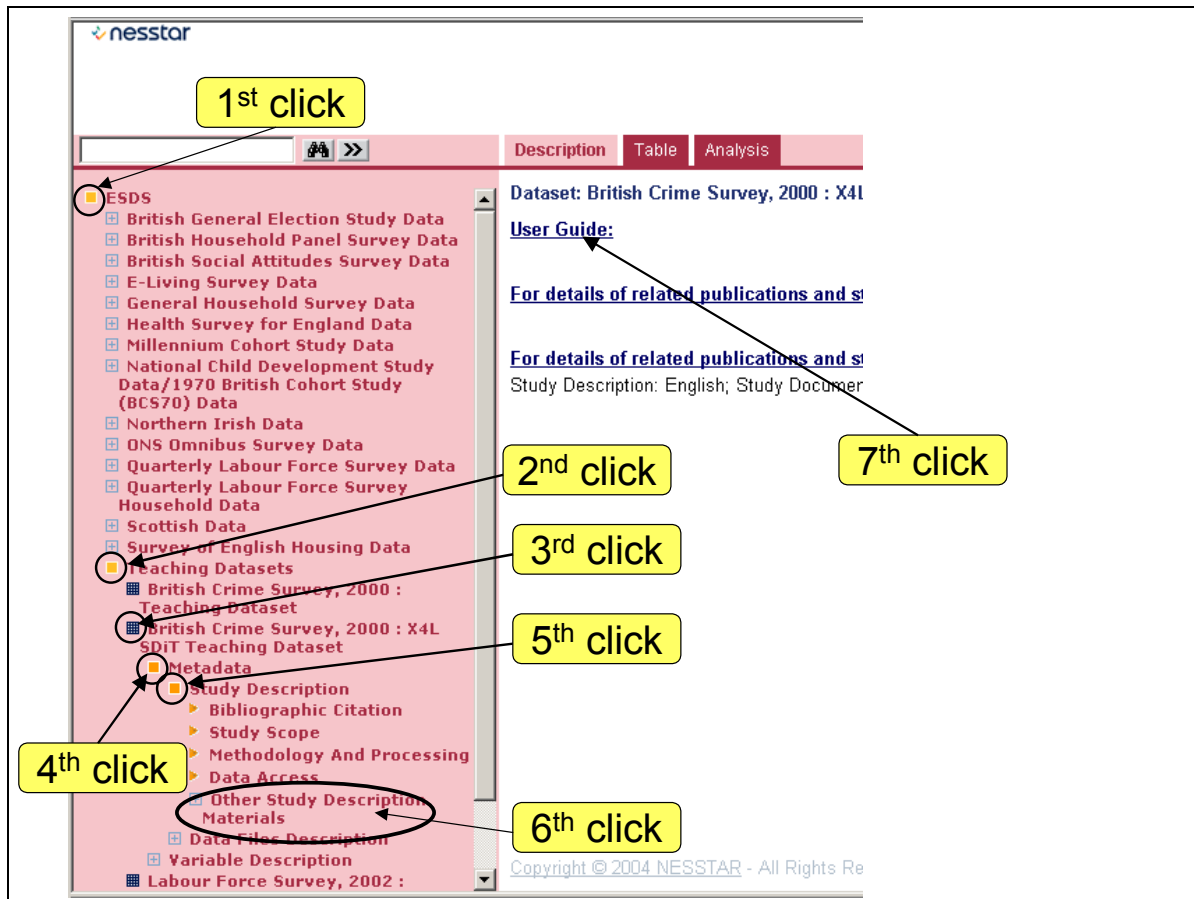 nesstar
1st click
Description Table Analysis
ESDS
British General Election Study Data
British Household Panel Survey Data
British Social Attitudes Survey Data
E-Living Survey Data
General Household Survey Data
Health Survey for England Data
Millennium Cohort Study Data
National Child Development Study
Data/1970 British Cohort Study
(BCS70) Data
Northern Irish Data
ONS Omnibus Survey Data
Quarterly Labour Force Survey Data
Quarterly Labour Force Survey
Household Data
Scottish Data
Survey of English Housing Data
Teaching Datasets
British Crime Survey, 2000 :
Teaching Dataset
British Crime Survey, 2000 : X4L
SDiT Teaching Dataset
Metadata
Study Description
Bibliographic Citation
Study Scope
Methodology And Processing
Data Access
Other Study Description
Materials
Data Files Description
Variable Description
Labour Force Survey, 2002 :
Dataset: British Crime Survey, 2000 : X4L
User Guide:
For details of related publications and st
For details of related publications and st
Study Description: English; Study Documen
2nd click
7th click
3rd click
5th click
4th click
6th click
Copyright © 2004 NESSTAR - All Rights Re